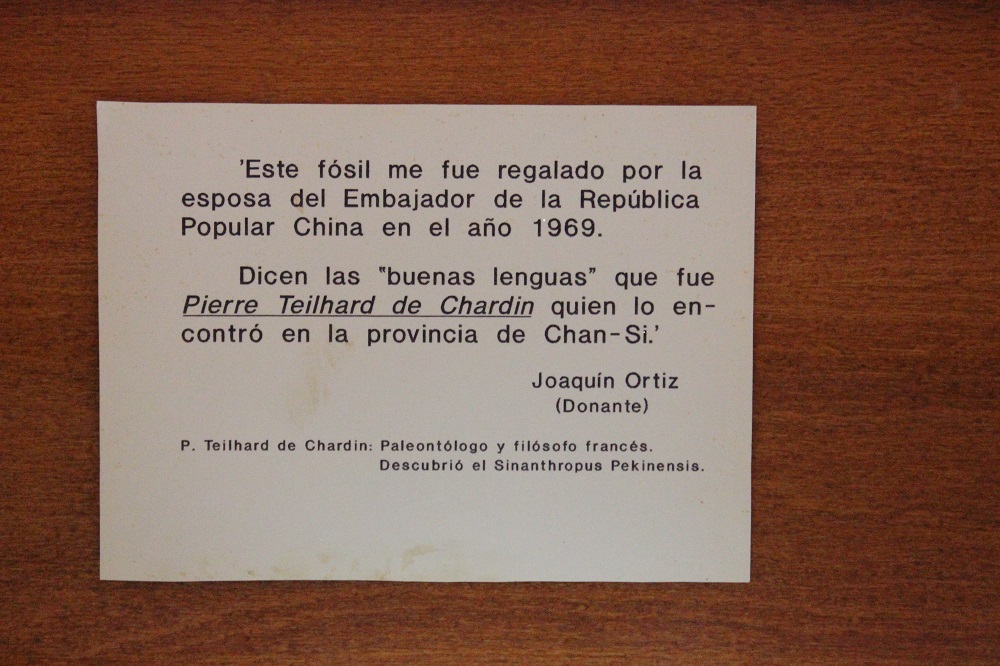 'Este fósil me fue regalado por la
esposa del Embajador de la República
Popular China en el año 1969.
Dicen las "buenas lenguas" que fue
Pierre Teilhard de Chardin quien lo en-
contró en la provincia de Chan-Si.'
Joaquín Ortiz
(Donante)
P. Teilhard de Chardin: Paleontólogo y filósofo francés.
Descubrió el Sinanthropus Pekinensis.